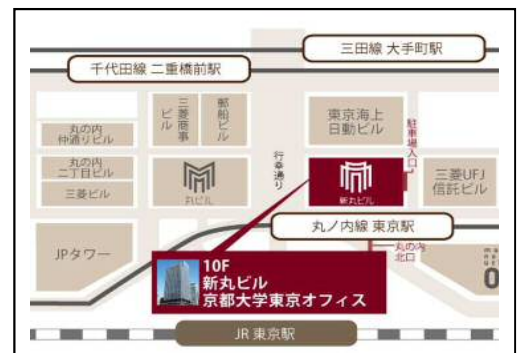 三田線 大手町駅
千代田線 二重橋前駅
三菱商事
ビル
郵船ビル
東京海上
日動ビル
駐車場入口
丸の内
仲通りビル
丸の内
二丁目ビル
三菱ビル
丸ビル
行幸通り
新丸ビル
三菱UFJ
信託ビル
丸ノ内線 東京駅
丸の内
北口
JPタワー
10F
新丸ビル
京都大学東京オフィス
JR 東京駅